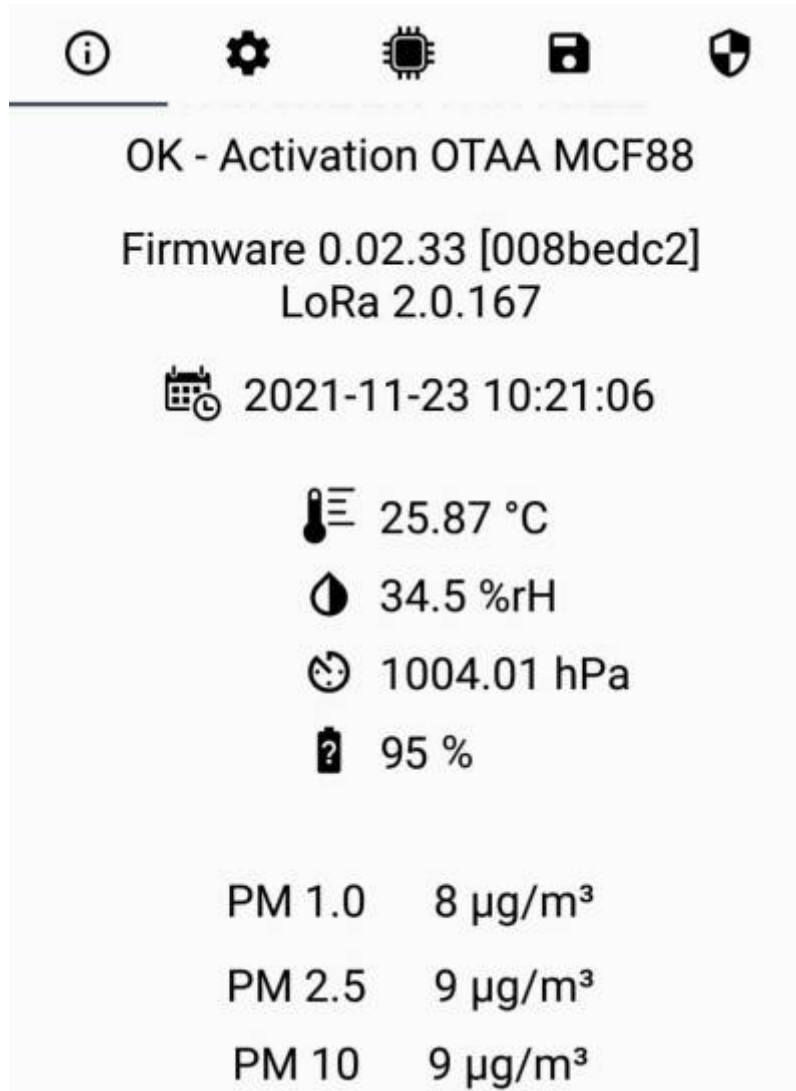 OK - Activation OTAA MCF88
Firmware 0.02.33 [008bedc2]
LoRa 2.0.167
2021-11-23 10:21:06
25.87 °C
34.5 %rH
1004.01 hPa
95 %
PM 1.0 8 µg/m³
PM 2.5 9 µg/m³
PM 10 9 µg/m³